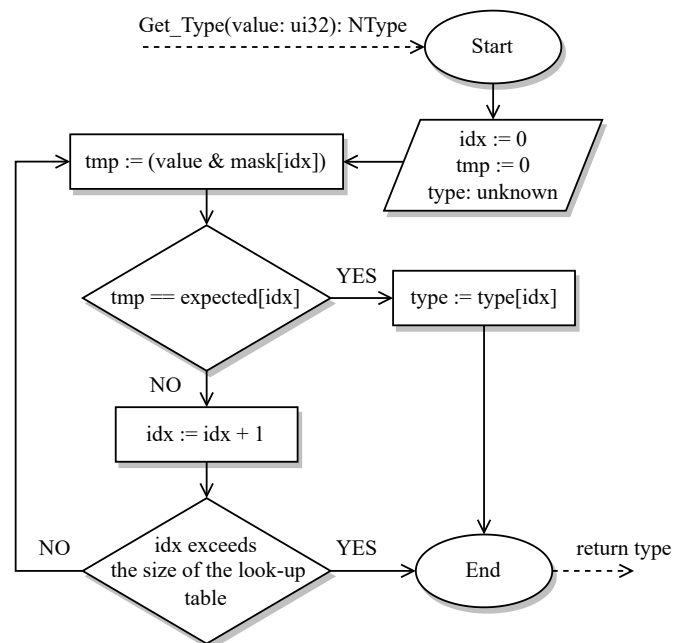 Get_Type(value: ui32): NType
Start
idx := 0
tmp := 0
type: unknown
tmp := (value & mask[idx])
tmp == expected[idx]
YES
type := type[idx]
NO
idx := idx + 1
NO
idx exceeds
the size of the look-up
table
YES
End
return type